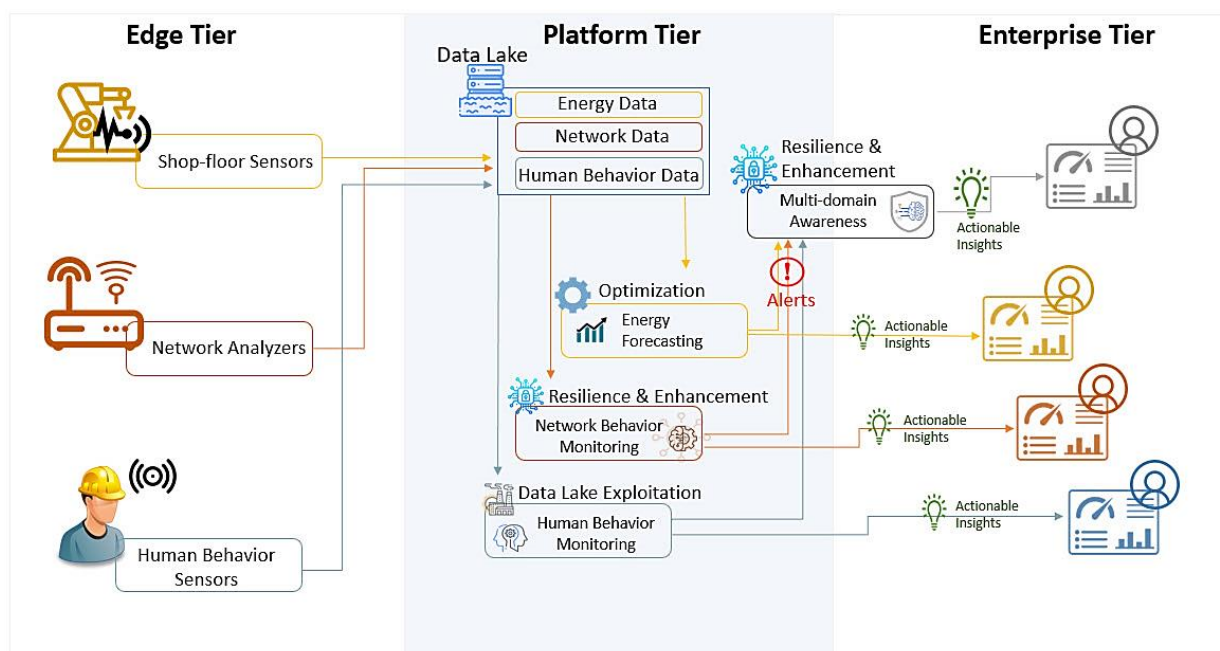 Edge Tier
Platform Tier
Enterprise Tier
Data Lake
Energy Data
Network Data
Human Behavior Data
Shop-floor Sensors
Resilience &
Enhancement
Multi-domain
Awareness
Actionable
Insights
Alerts
Optimization
Energy
Forecasting
Actionable
Insights
Network Analyzers
Resilience & Enhancement
Network Behavior
Monitoring
Actionable
Insights
Data Lake Exploitation
Human Behavior
Monitoring
Actionable
Insights
Human Behavior
Sensors